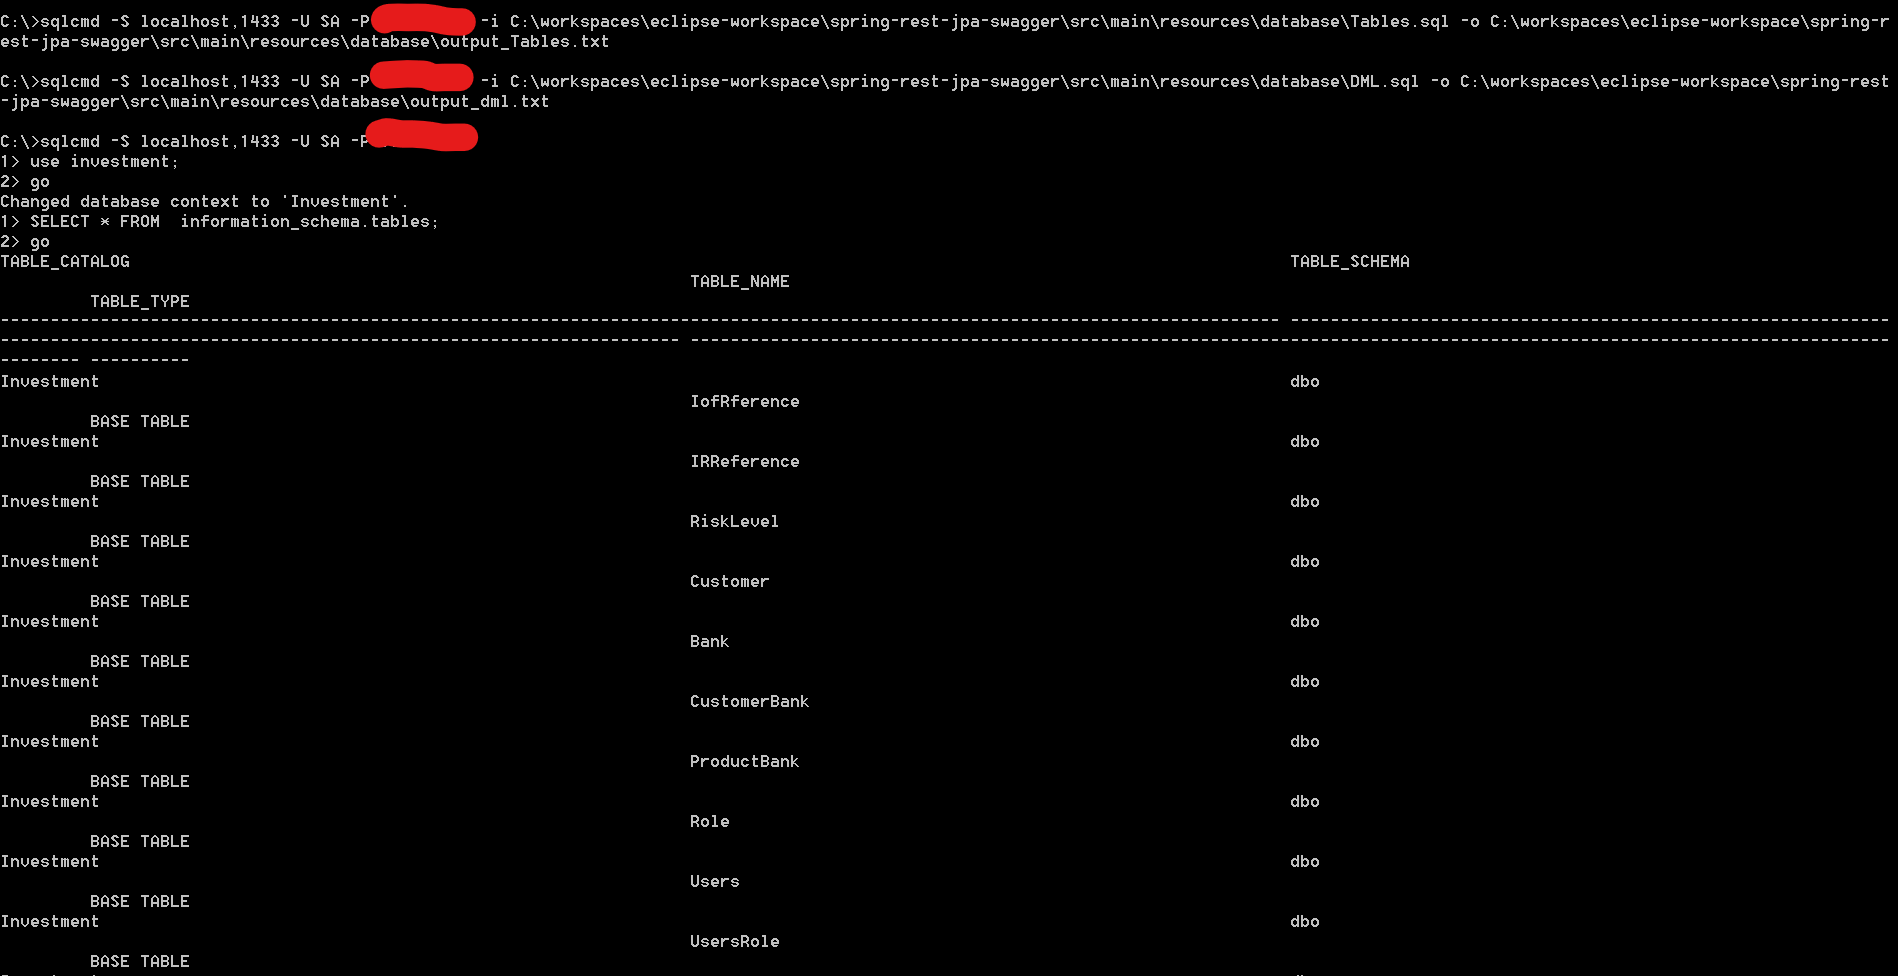 C:\>sqlcmd -S localhost,1433 -U SA -P -i C:\workspaces\eclipse-workspace\spring-rest-jpa-swagger\src\main\resources\database\Tables.sql -o C:\workspaces\eclipse-workspace\spring-r
est-jpa-swagger\src\main\resources\database\output_Tables.txt
C:\>sqlcmd -S localhost,1433 -U SA -P -i C:\workspaces\eclipse-workspace\spring-rest-jpa-swagger\src\main\resources\database\DML.sql -o C:\workspaces\eclipse-workspace\spring-rest
-jpa-swagger\src\main\resources\database\output_dml.txt
C:\>sqlcmd -S localhost,1433 -U SA -P
1> use investment;
2> go
Changed database context to 'Investment'.
1> SELECT * FROM  information_schema.tables;
2> go
TABLE_CATALOG TABLE_SCHEMA
TABLE_NAME
TABLE_TYPE
-------------------------------------------------------------------------------------------------------------------------------- ------------------------------------------------------------
-------------------------------------------------------------------- ------------------------------------------------------------------------------------------------------------------------
-------- ----------
Investment dbo
IofRference
BASE TABLE
Investment dbo
IRReference
BASE TABLE
Investment dbo
RiskLevel
BASE TABLE
Investment dbo
Customer
BASE TABLE
Investment dbo
Bank
BASE TABLE
Investment dbo
CustomerBank
BASE TABLE
Investment dbo
ProductBank
BASE TABLE
Investment dbo
Role
BASE TABLE
Investment dbo
Users
BASE TABLE
Investment dbo
UsersRole
BASE TABLE